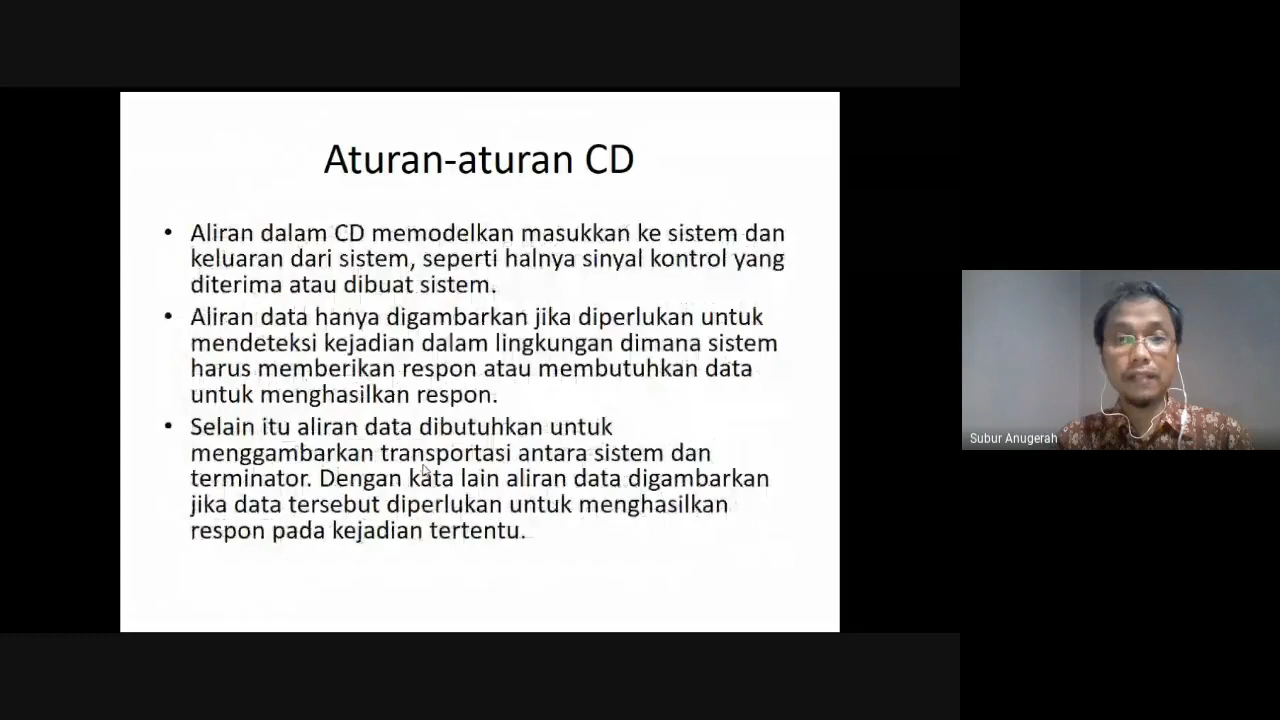 Aturan-aturan CD
• Aliran dalam CD memodelkan masukkan ke sistem dan
keluaran dari sistem, seperti halnya sinyal kontrol yang
diterima atau dibuat sistem.
• Aliran data hanya digambarkan jika diperlukan untuk
mendeteksi kejadian dalam lingkungan dimana sistem
harus memberikan respon atau membutuhkan data
untuk menghasilkan respon.
• Selain itu aliran data dibutuhkan untuk
menggambarkan transportasi antara sistem dan
terminator. Dengan kata lain aliran data digambarkan
jika data tersebut diperlukan untuk menghasilkan
respon pada kejadian tertentu.
Subur Anugerah